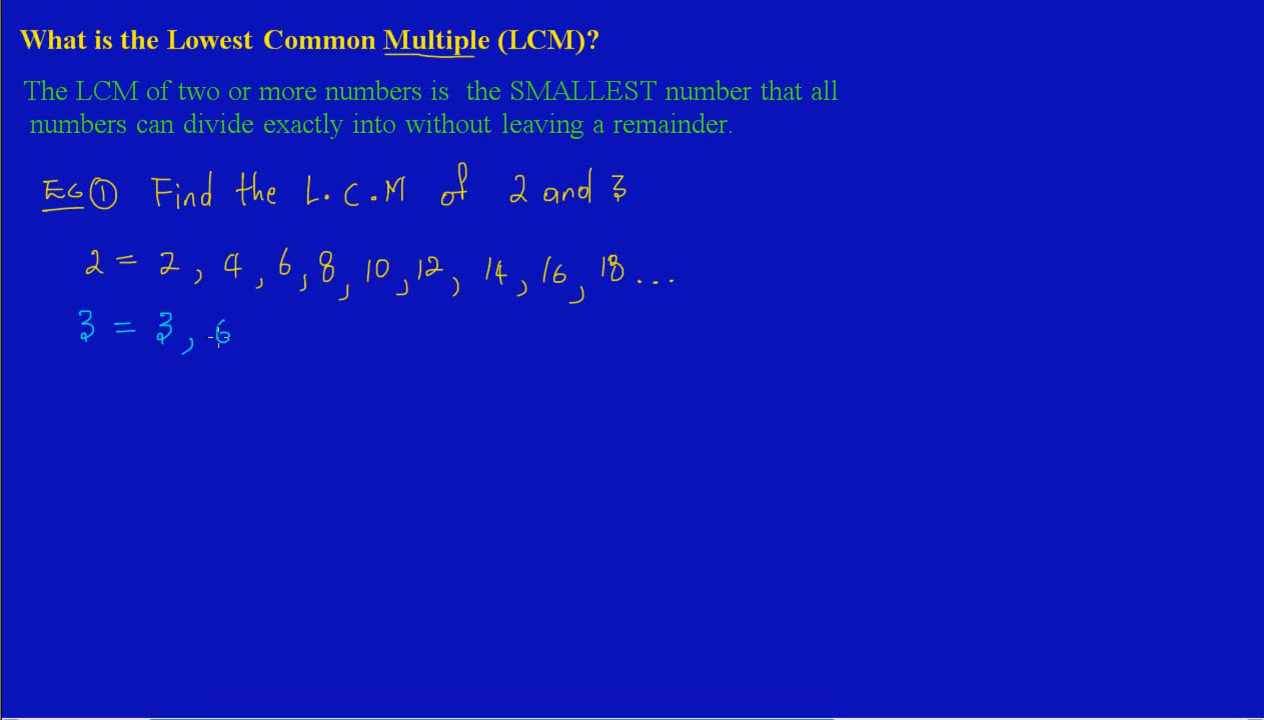 What is the Lowest Common Multiple (LCM)?
The LCM of two or more numbers is the SMALLEST number that all
numbers can divide exactly into without leaving a remainder.
EG ① Find the L.C.M of 2 and 3
2 = 2, 4, 6, 8, 10, 12, 14, 16, 18...
3 = 3, 6